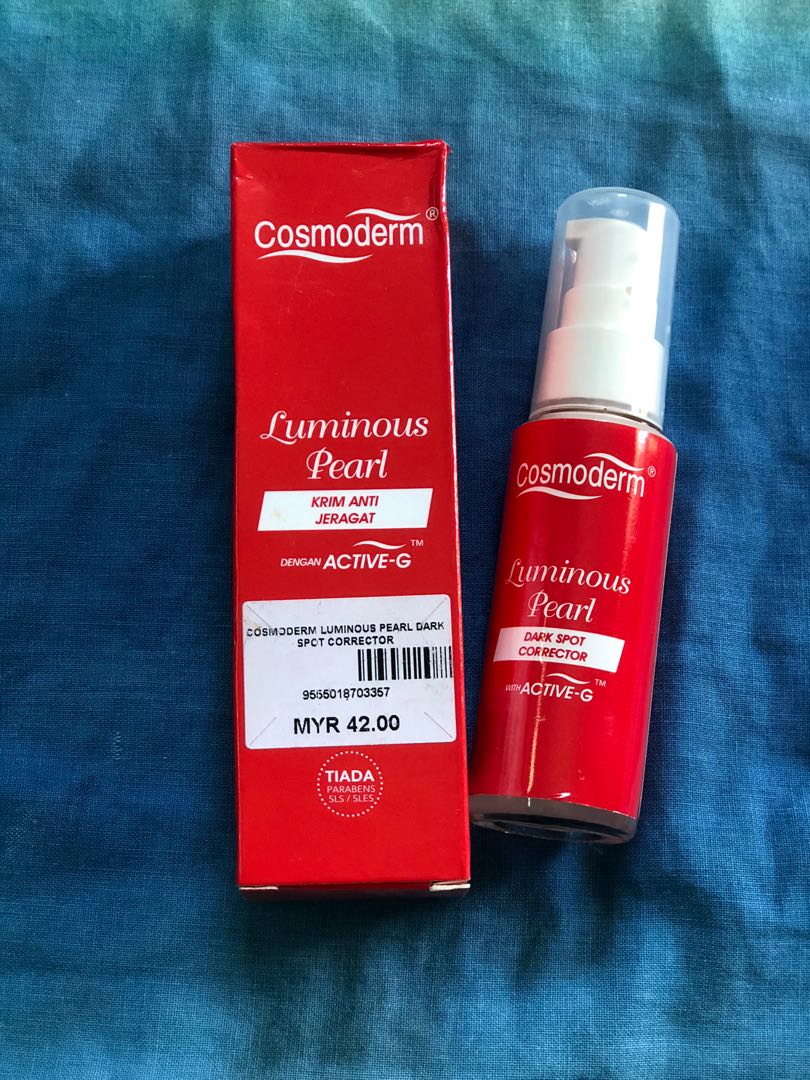 Cosmoderm®
Luminous
Pearl
KRIM ANTI
JERAGAT
DENGAN ACTIVE-G™
COSMODERM LUMINOUS PEARL DARK
SPOT CORRECTOR
9565018703357
MYR 42.00
TIADA
PARABENS
SLS / SLES
Cosmoderm®
Luminous
Pearl
DARK SPOT
CORRECTOR
WITH ACTIVE-G™